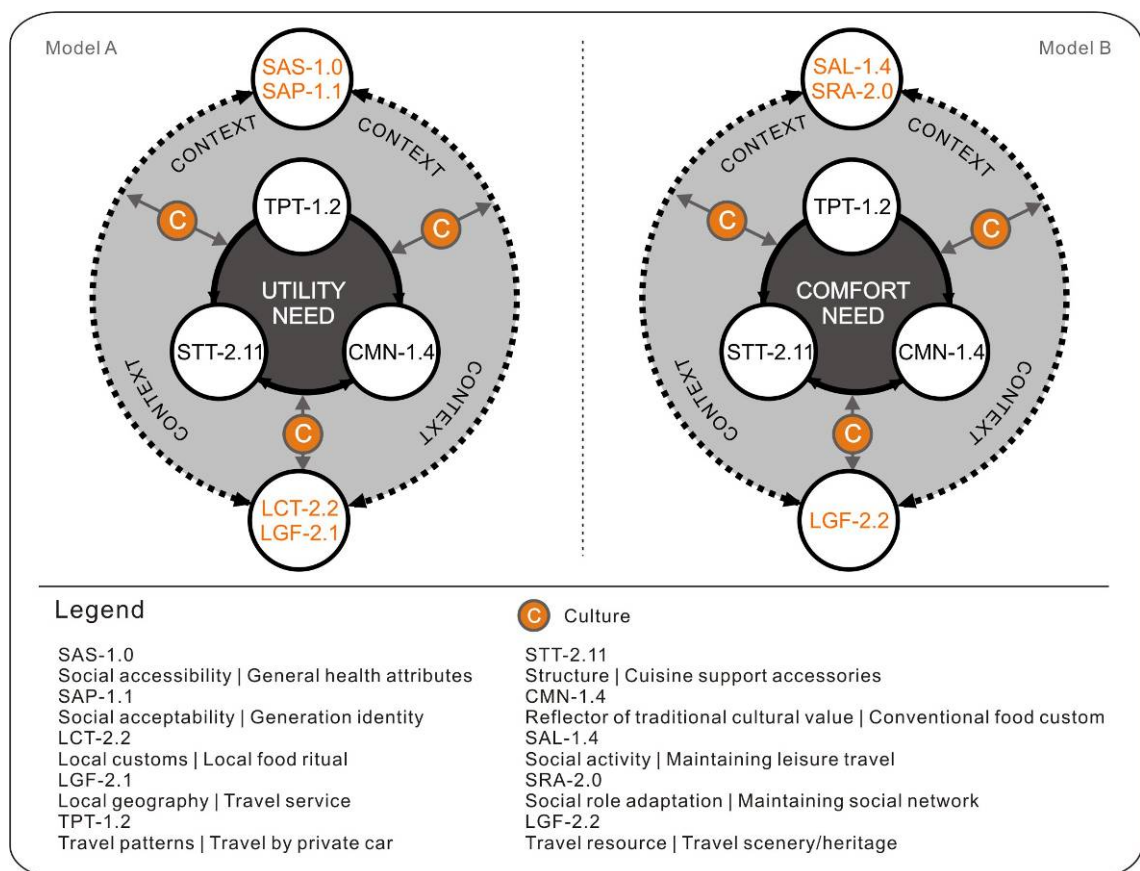 Model A
SAS-1.0
SAP-1.1
CONTEXT
CONTEXT
TPT-1.2
C
C
UTILITY
NEED
STT-2.11
CMN-1.4
CONTEXT
CONTEXT
C
LCT-2.2
LGF-2.1
Model B
SAL-1.4
SRA-2.0
CONTEXT
CONTEXT
TPT-1.2
C
C
COMFORT
NEED
STT-2.11
CMN-1.4
CONTEXT
CONTEXT
C
LGF-2.2
Legend
SAS-1.0
Social accessibility | General health attributes
SAP-1.1
Social acceptability | Generation identity
LCT-2.2
Local customs | Local food ritual
LGF-2.1
Local geography | Travel service
TPT-1.2
Travel patterns | Travel by private car
C Culture
STT-2.11
Structure | Cuisine support accessories
CMN-1.4
Reflector of traditional cultural value | Conventional food custom
SAL-1.4
Social activity | Maintaining leisure travel
SRA-2.0
Social role adaptation | Maintaining social network
LGF-2.2
Travel resource | Travel scenery/heritage